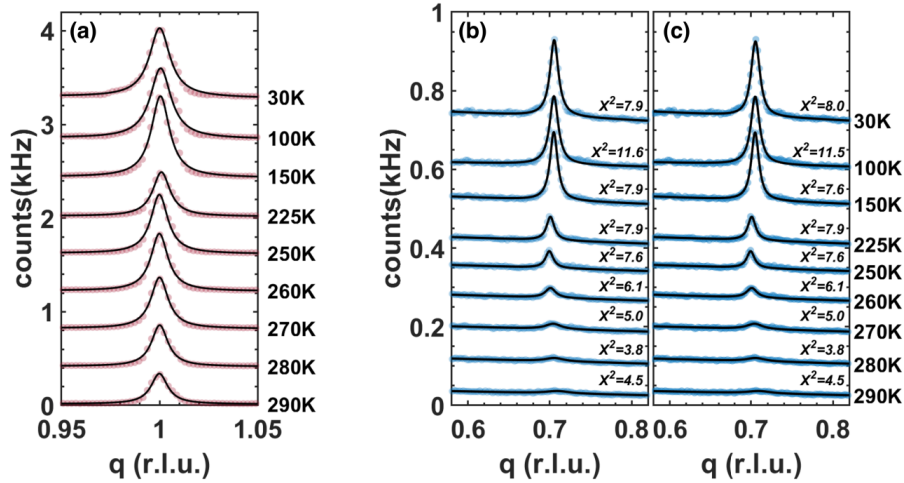 (a)
4
3
2
1
0
counts(kHz)
30K
100K
150K
225K
250K
260K
270K
280K
290K
0.95
1
1.05
q (r.l.u.)
(b)
1
0.8
0.6
0.4
0.2
0
counts(kHz)
X²=7.9
X²=11.6
X²=7.9
X²=7.9
X²=7.6
X²=6.1
X²=5.0
X²=3.8
X²=4.5
0.6
0.7
0.8
q (r.l.u.)
(c)
X²=8.0
X²=11.5
X²=7.6
X²=7.9
X²=7.6
X²=6.1
X²=5.0
X²=3.8
X²=4.5
30K
100K
150K
225K
250K
260K
270K
280K
290K
0.6
0.7
0.8
q (r.l.u.)